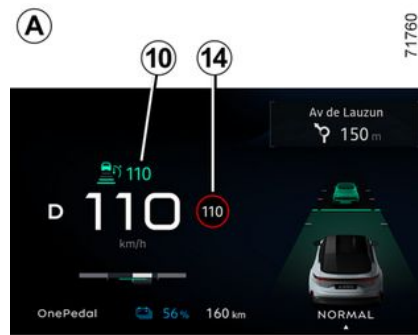 A
71760
10
14
Av de Lauzun
150 m
110
D
110
110
km/h
OnePedal
56%
160 km
NORMAL